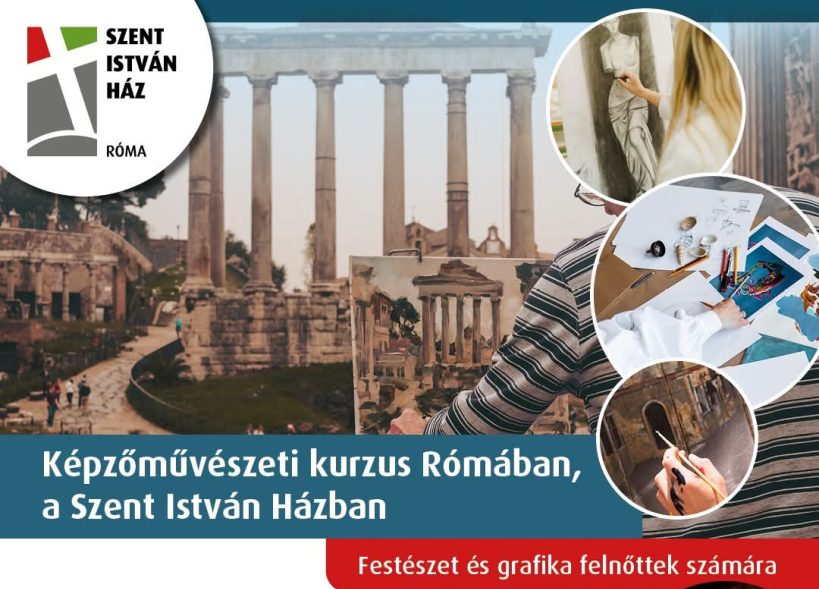 SZENT
ISTVÁN
HÁZ
RÓMA
Képzőművészeti kurzus Rómában,
a Szent István Házban
Festészet és grafika felnőttek számára